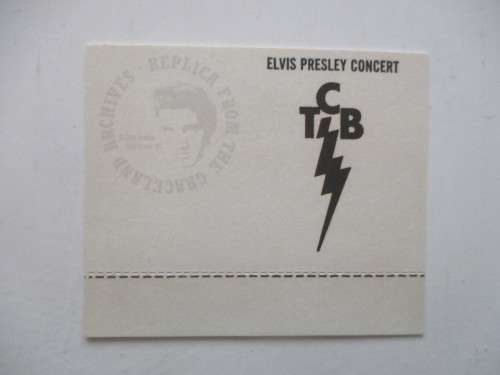 REPLICA FROM THE GRACELAND ARCHIVES ·
ELVIS PRESLEY CONCERT
TCB